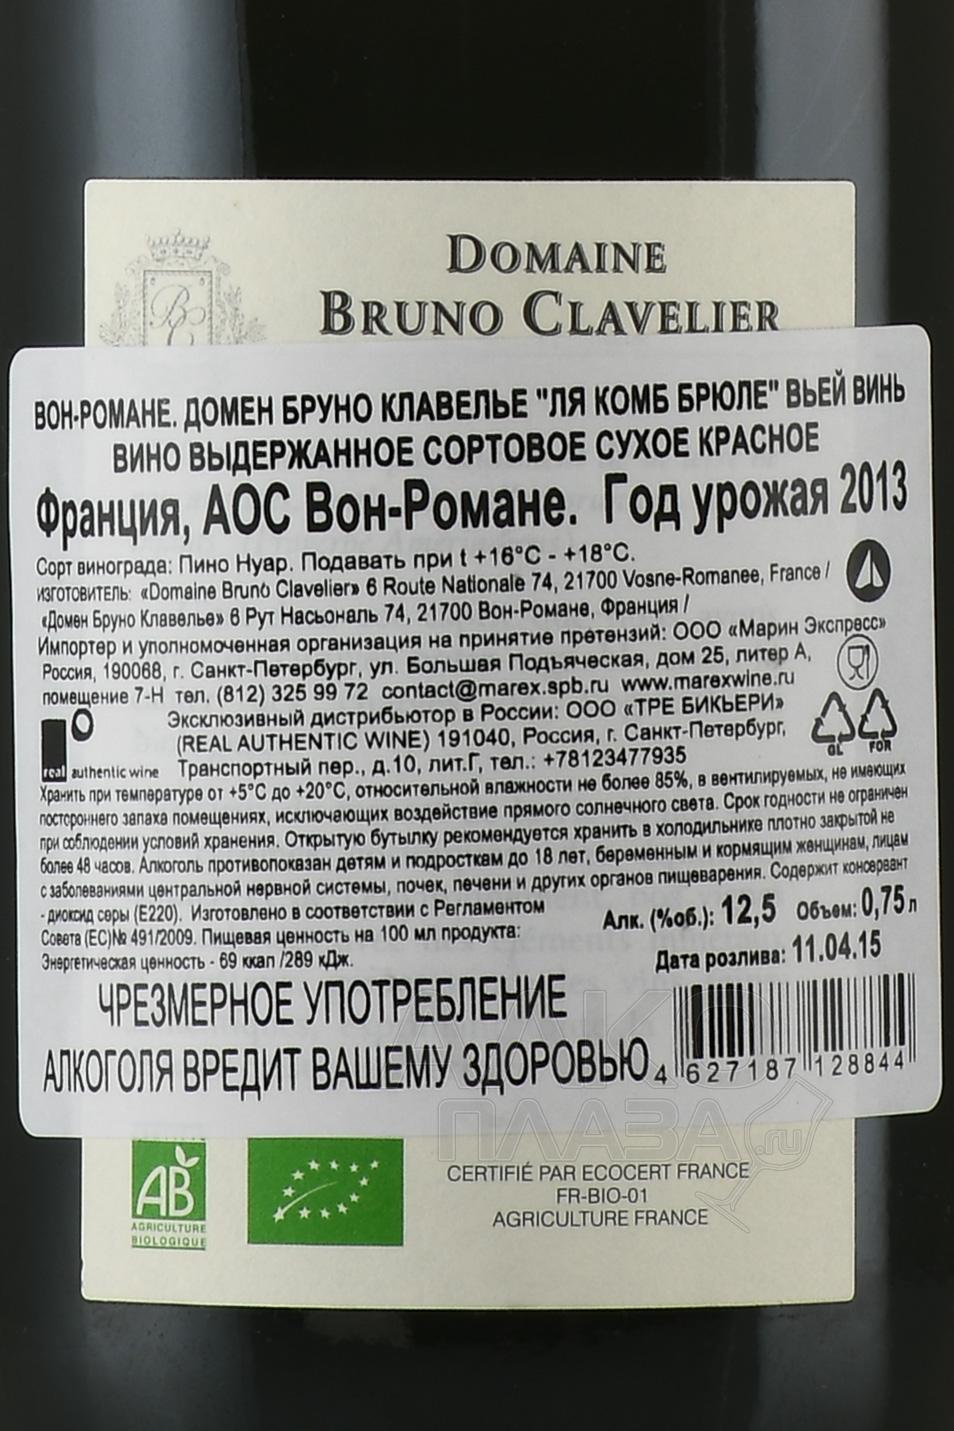 DOMAINE
BRUNO CLAVELIER
BC
ВОН-РОМАНЕ. ДОМЕН БРУНО КЛАВЕЛЬЕ "ЛЯ КОМБ БРЮЛЕ" ВЬЕЙ ВИНЬ
ВИНО ВЫДЕРЖАННОЕ СОРТОВОЕ СУХОЕ КРАСНОЕ
Франция, АОС Вон-Романе. Год урожая 2013
Сорт винограда: Пино Нуар. Подавать при t +16°C - +18°C.
ИЗГОТОВИТЕЛЬ: «Domaine Bruno Clavelier» 6 Route Nationale 74, 21700 Vosne-Romanee, France /
«Домен Бруно Клавелье» 6 Рут Насьональ 74, 21700 Вон-Романе, Франция /
Импортер и уполномоченная организация на принятие претензий: ООО «Марин Экспресс»
Россия, 190068, г. Санкт-Петербург, ул. Большая Подъяческая, дом 25, литер А,
помещение 7-Н тел. (812) 325 99 72 contact@marex.spb.ru www.marexwine.ru
Эксклюзивный дистрибьютор в России: ООО «ТРЕ БИКЬЕРИ»
(REAL AUTHENTIC WINE) 191040, Россия, г. Санкт-Петербург,
real authentic wine Транспортный пер., д.10, лит.Г, тел.: +78123477935
GL FOR
Хранить при температуре от +5°C до +20°C, относительной влажности не более 85%, в вентилируемых, не имеющих
постороннего запаха помещениях, исключающих воздействие прямого солнечного света. Срок годности не ограничен
при соблюдении условий хранения. Открытую бутылку рекомендуется хранить в холодильнике плотно закрытой не
более 48 часов. Алкоголь противопоказан детям и подросткам до 18 лет, беременным и кормящим женщинам, лицам
с заболеваниями центральной нервной системы, почек, печени и других органов пищеварения. Содержит консервант
- диоксид серы (Е220). Изготовлено в соответствии с Регламентом
Совета (ЕС)№ 491/2009. Пищевая ценность на 100 мл продукта:
Энергетическая ценность - 69 ккал /289 кДж.
Алк. (%об.): 12,5 Объем: 0,75 л
Дата розлива: 11.04.15
ЧРЕЗМЕРНОЕ УПОТРЕБЛЕНИЕ
АЛКОГОЛЯ ВРЕДИТ ВАШЕМУ ЗДОРОВЬЮ
4 627187 128844
АЛКО
ПЛАЗА.ru
AB
AGRICULTURE
BIOLOGIQUE
CERTIFIÉ PAR ECOCERT FRANCE
FR-BIO-01
AGRICULTURE FRANCE